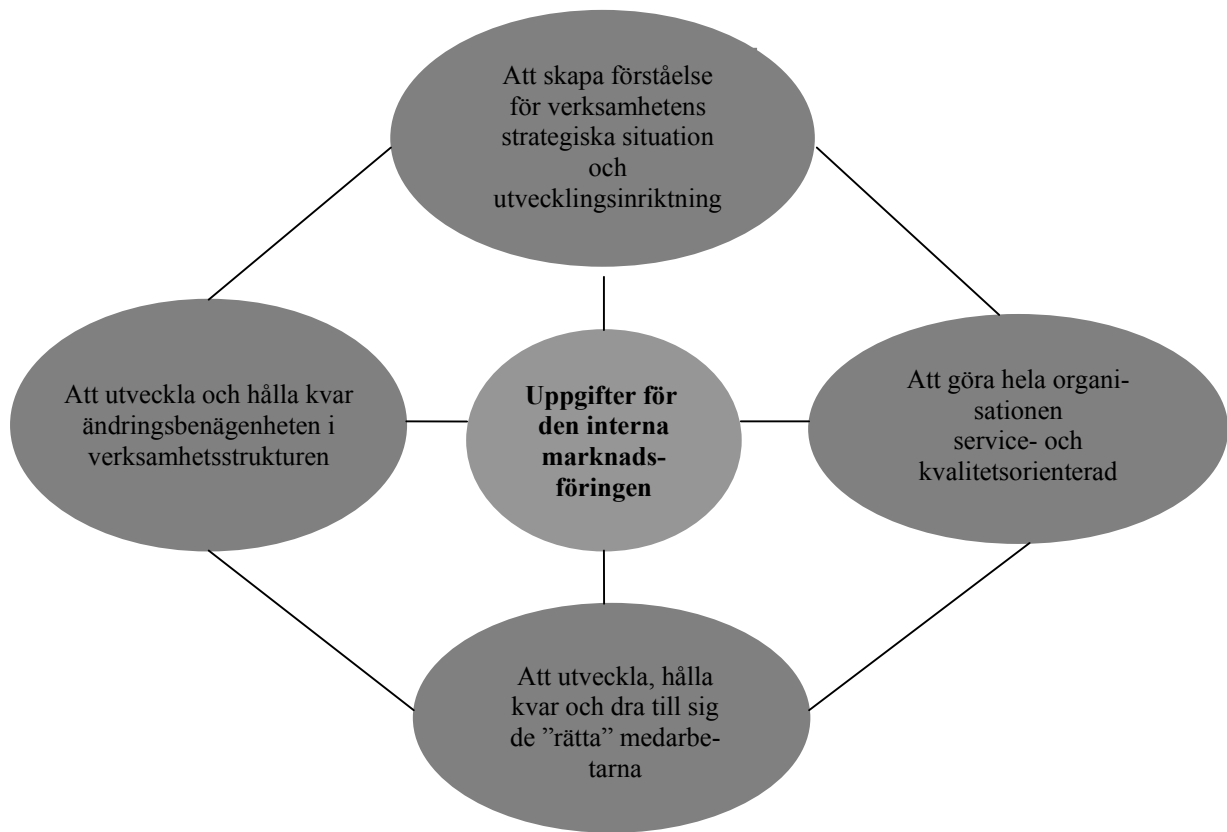 Att skapa förståelse
för verksamhetens
strategiska situation
och
utvecklingsinriktning
Att utveckla och hålla kvar
ändringsbenägenheten i
verksamhetsstrukturen
Uppgifter för
den interna
marknads-
föringen
Att göra hela organi-
sationen
service- och
kvalitetsorienterad
Att utveckla, hålla
kvar och dra till sig
de ”rätta” medarbe-
tarna